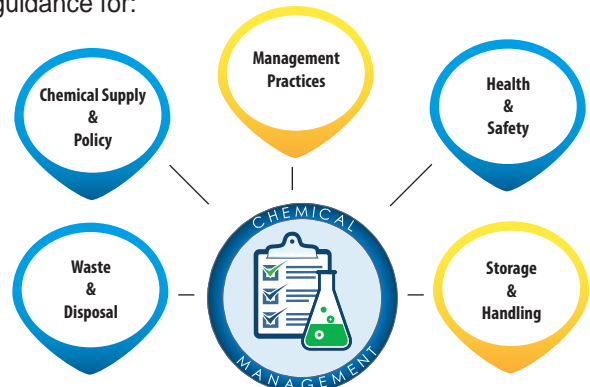 guidance for:
Management
Practices
Chemical Supply
&
Policy
Health
&
Safety
CHEMICAL
MANAGEMENT
Waste
&
Disposal
Storage
&
Handling